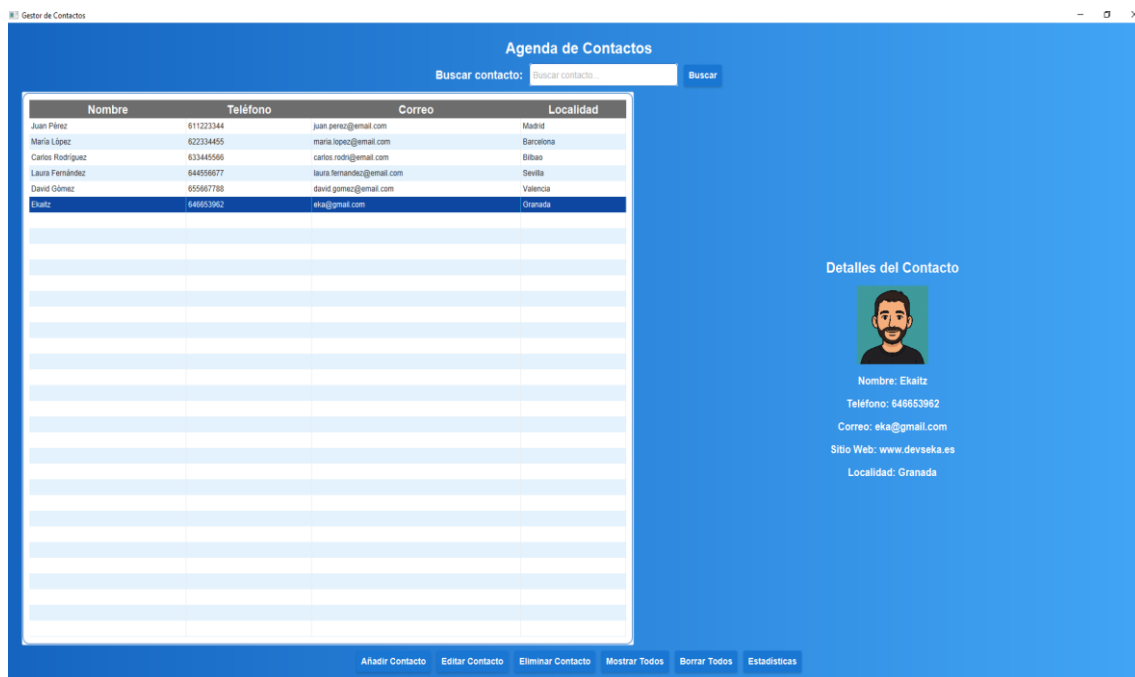 Gestor de Contactos
Agenda de Contactos
Buscar contacto: Buscar contacto... Buscar
Nombre Teléfono Correo Localidad
Juan Pérez 611223344 juan.perez@email.com Madrid
María López 622334455 maria.lopez@email.com Barcelona
Carlos Rodríguez 633445566 carlos.rodri@email.com Bilbao
Laura Fernández 644556677 laura.fernandez@email.com Sevilla
David Gómez 655667788 david.gomez@email.com Valencia
Ekaitz 646653962 eka@gmail.com Granada
Detalles del Contacto
Nombre: Ekaitz
Teléfono: 646653962
Correo: eka@gmail.com
Sitio Web: www.devseka.es
Localidad: Granada
Añadir Contacto Editar Contacto Eliminar Contacto Mostrar Todos Borrar Todos Estadísticas